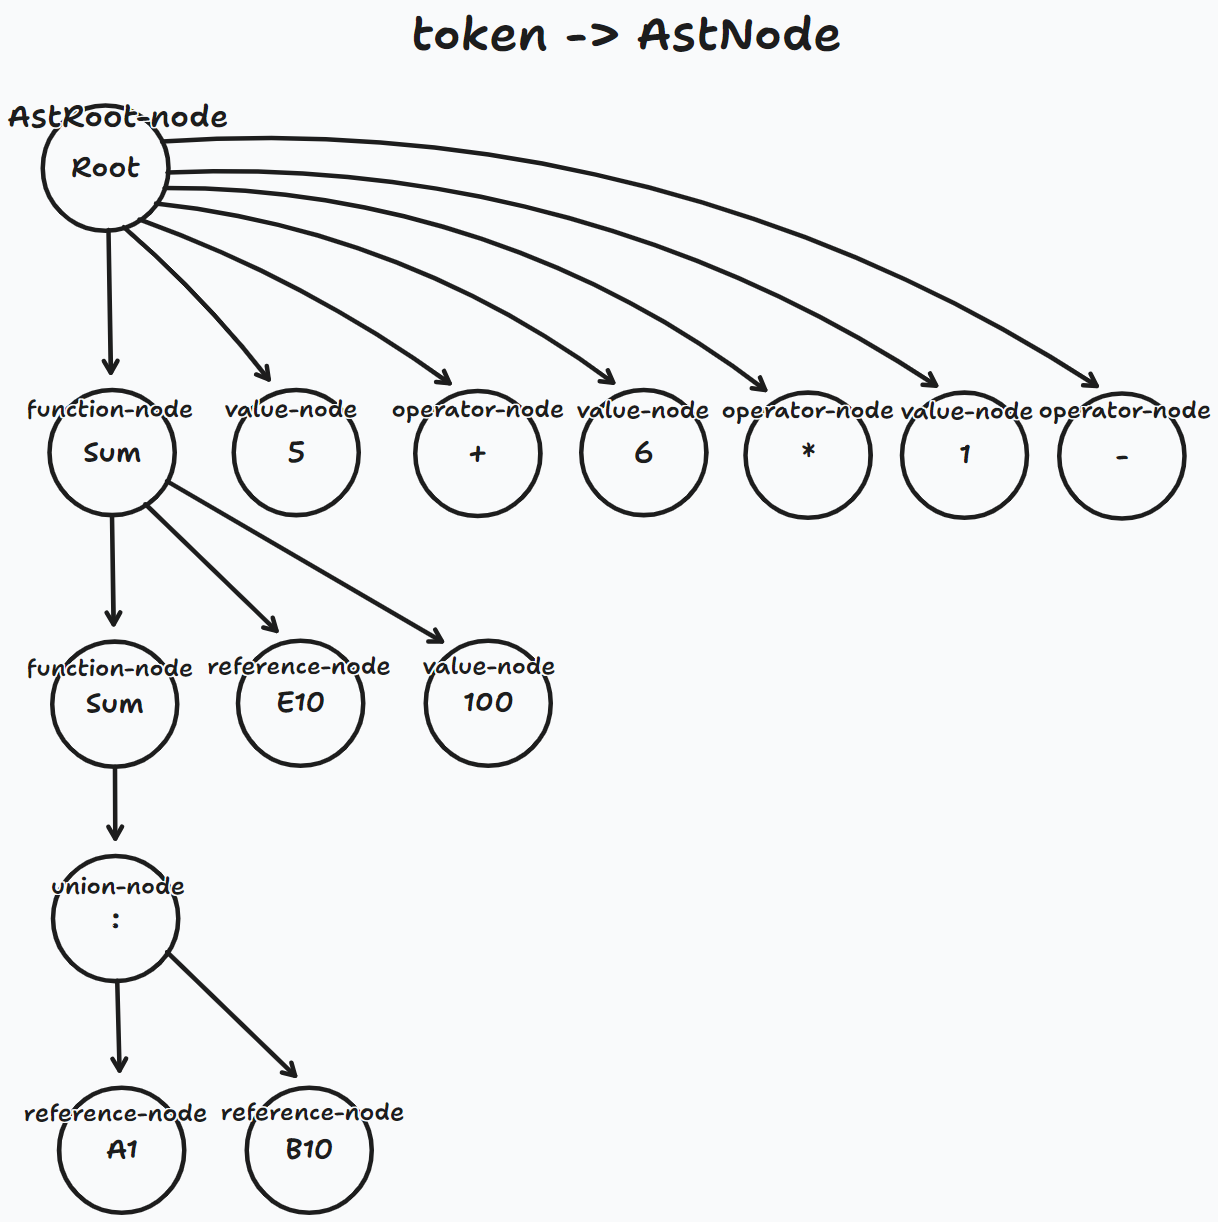 token -> AstNode
AstRoot-node
Root
function-node value-node operator-node value-node operator-node value-node operator-node
Sum 5 + 6 * 1 -
function-node reference-node value-node
Sum E10 100
union-node
:
reference-node reference-node
A1 B10